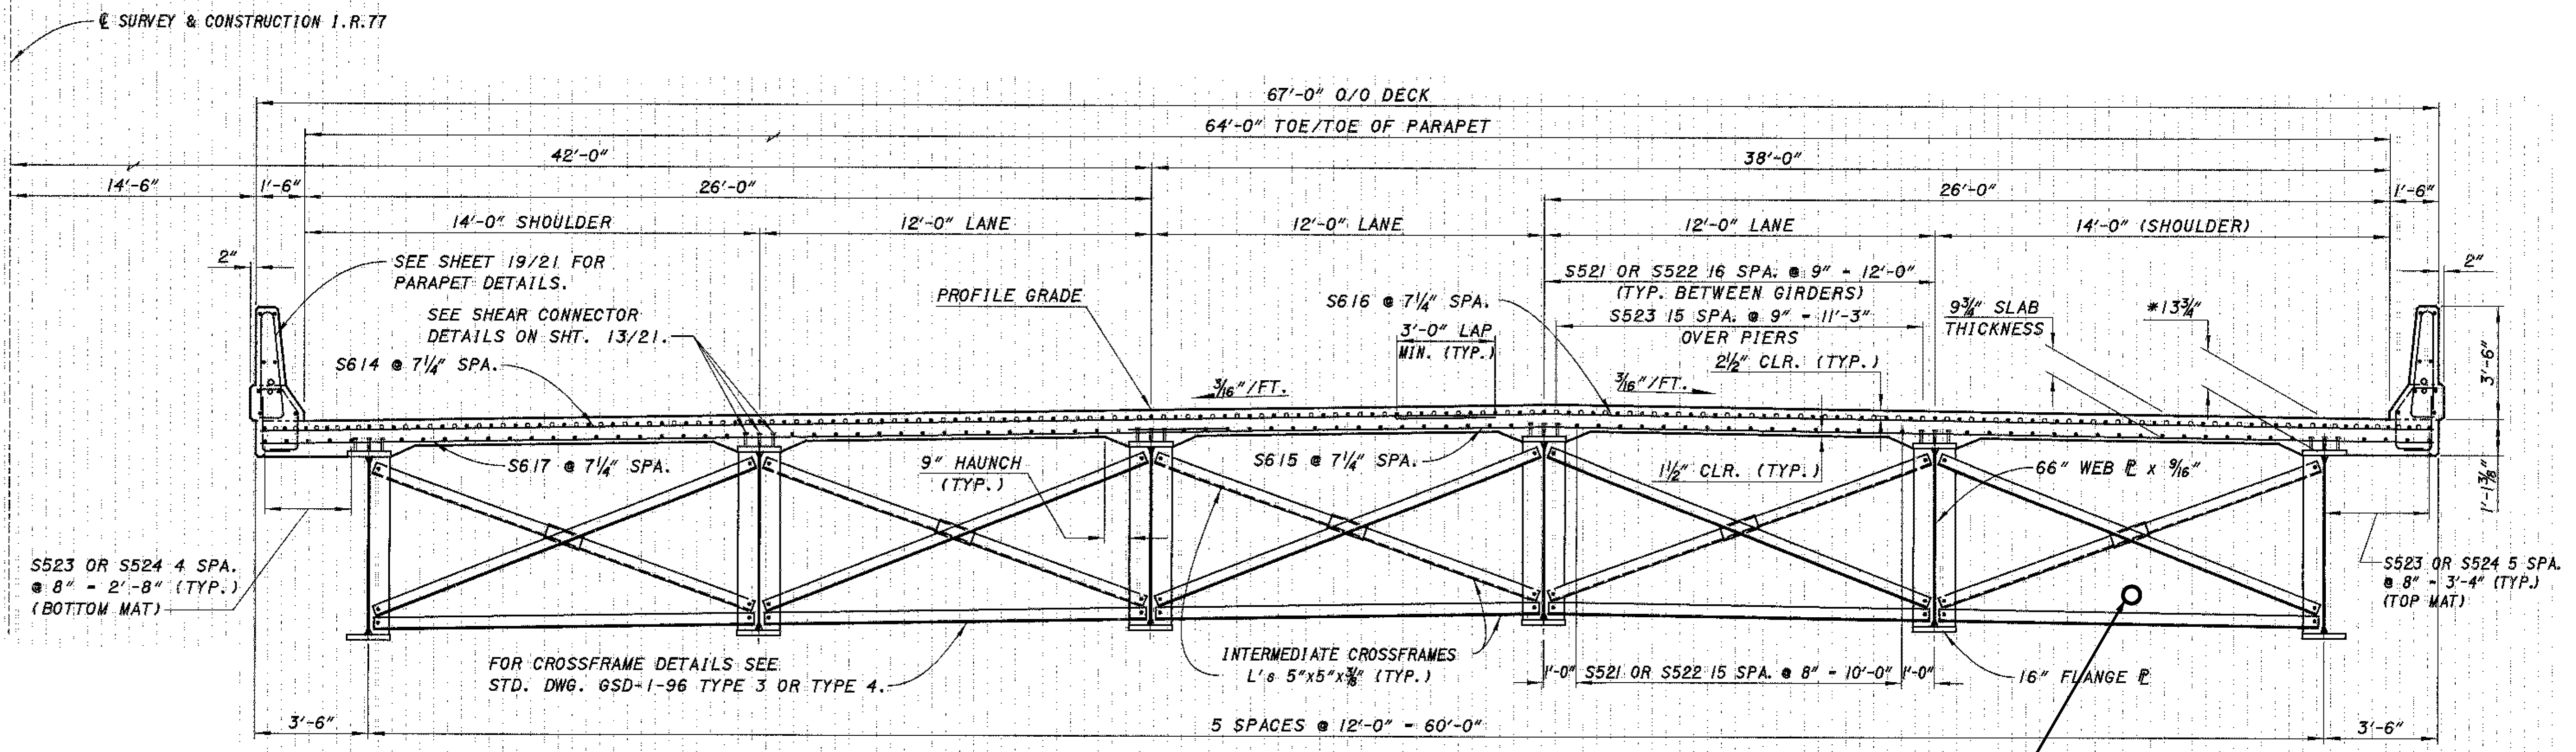 ℄ SURVEY & CONSTRUCTION I.R.77
67'-0" O/O DECK
64'-0" TOE/TOE OF PARAPET
42'-0"
38'-0"
14'-6"
1'-6"
26'-0"
26'-0"
1'-6"
14'-0" SHOULDER
12'-0" LANE
12'-0" LANE
12'-0" LANE
14'-0" (SHOULDER)
2"
SEE SHEET 19/21 FOR
PARAPET DETAILS.
SEE SHEAR CONNECTOR
DETAILS ON SHT. 13/21.
S614 @ 7¼" SPA.
PROFILE GRADE
3/16"/FT.
S616 @ 7¼" SPA.
3'-0" LAP
MIN. (TYP.)
S521 OR S522 16 SPA. @ 9" = 12'-0"
(TYP. BETWEEN GIRDERS)
S523 15 SPA. @ 9" = 11'-3"
OVER PIERS
2½" CLR. (TYP.)
3/16"/FT.
9¾" SLAB
THICKNESS
*13¾"
2"
3'-6"
1'-1⅜"
S617 @ 7¼" SPA.
9" HAUNCH
(TYP.)
S615 @ 7¼" SPA.
1½" CLR. (TYP.)
66" WEB ℙL x 9/16"
S523 OR S524 4 SPA.
@ 8" = 2'-8" (TYP.)
(BOTTOM MAT)
S523 OR S524 5 SPA.
@ 8" = 3'-4" (TYP.)
(TOP MAT)
FOR CROSSFRAME DETAILS SEE
STD. DWG. GSD-1-96 TYPE 3 OR TYPE 4.
INTERMEDIATE CROSSFRAMES
L's 5"x5"x⅜" (TYP.)
1'-0"
S521 OR S522 15 SPA. @ 8" = 10'-0"
1'-0"
16" FLANGE ℙL
3'-6"
5 SPACES @ 12'-0" = 60'-0"
3'-6"